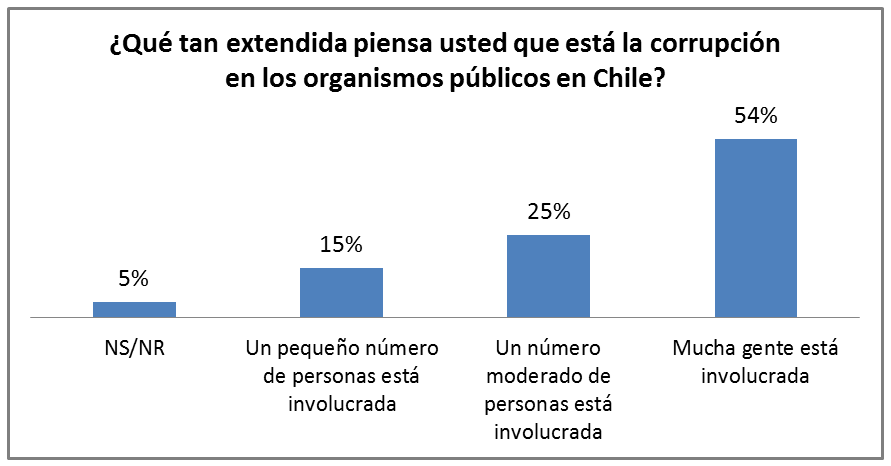 ¿Qué tan extendida piensa usted que está la corrupción
en los organismos públicos en Chile?
54%
25%
15%
5%
NS/NR
Un pequeño número
de personas está
involucrada
Un número
moderado de
personas está
involucrada
Mucha gente está
involucrada